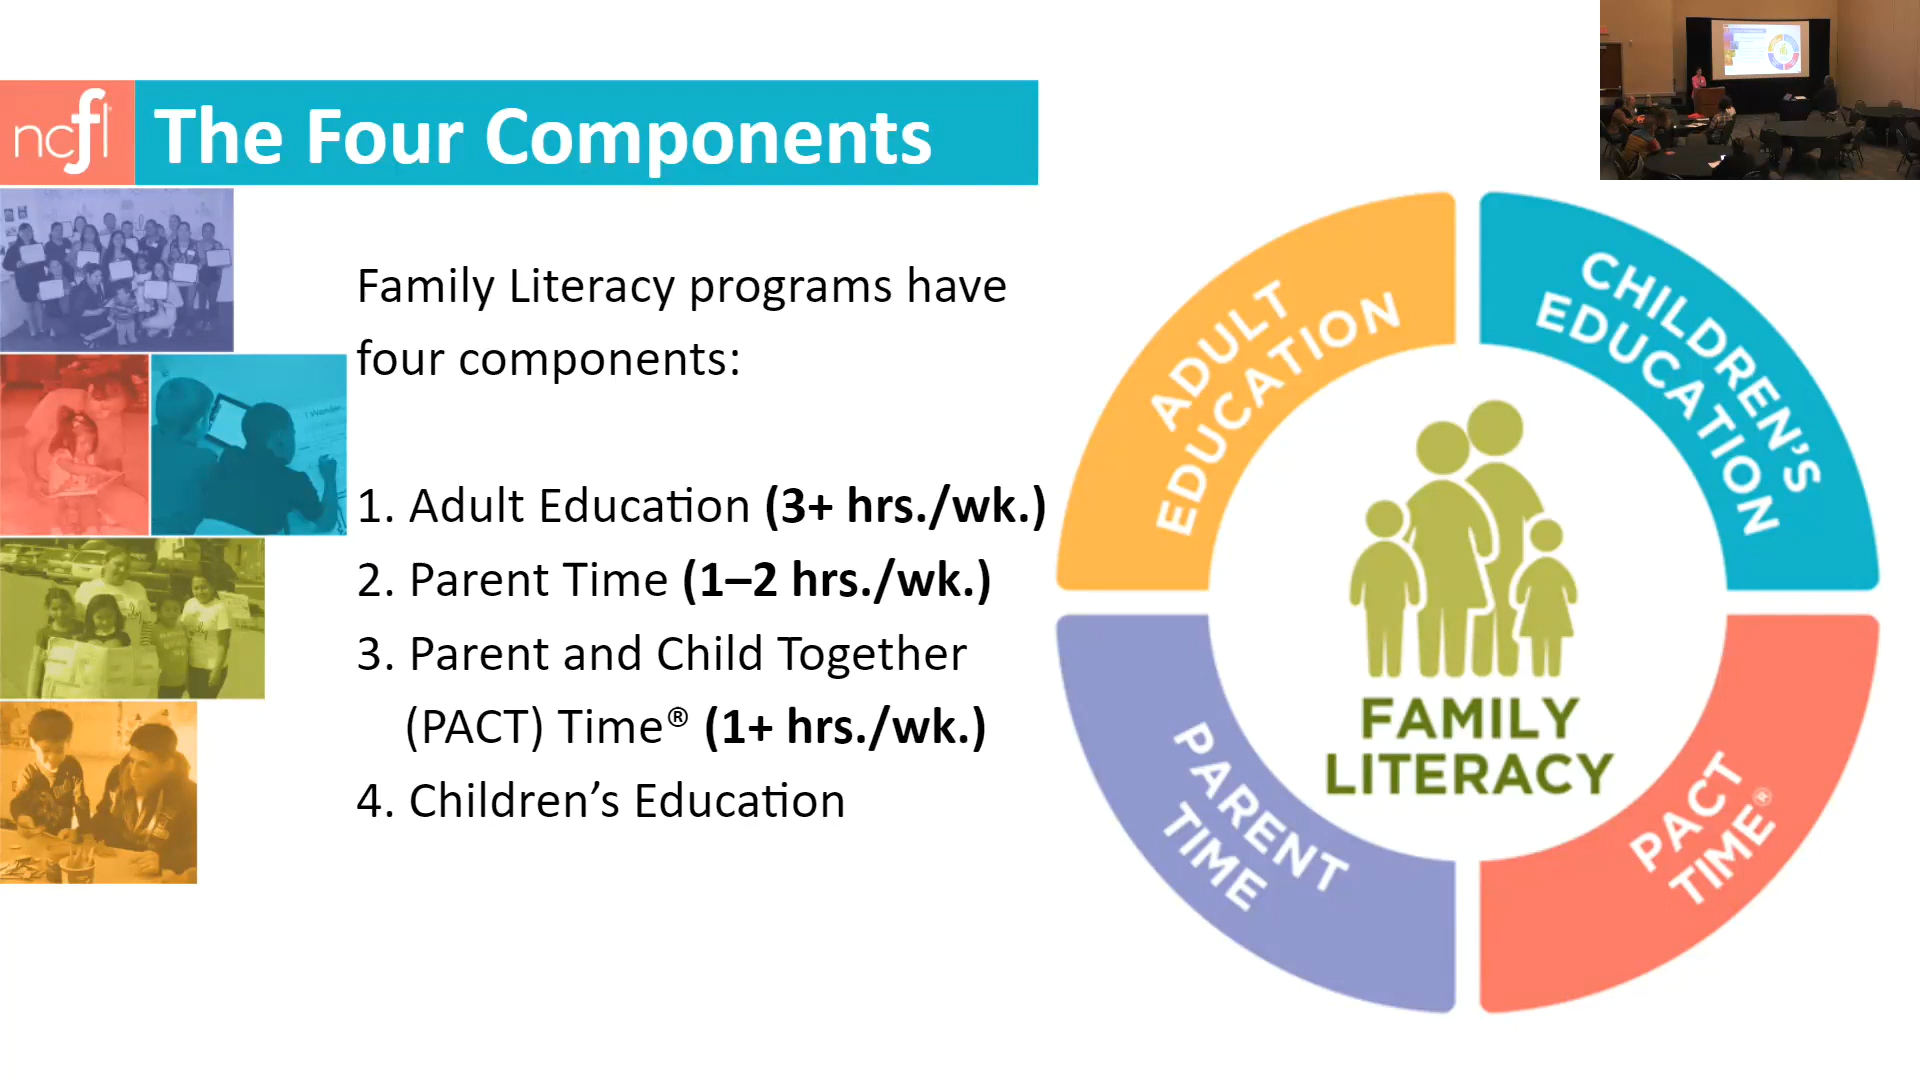 ncfl
The Four Components
Family Literacy programs have
four components:
1. Adult Education (3+ hrs./wk.)
2. Parent Time (1–2 hrs./wk.)
3. Parent and Child Together
(PACT) Time® (1+ hrs./wk.)
4. Children’s Education
ADULT
EDUCATION
CHILDREN'S
EDUCATION
FAMILY
LITERACY
PARENT
TIME
PACT
TIME®
I Wonder